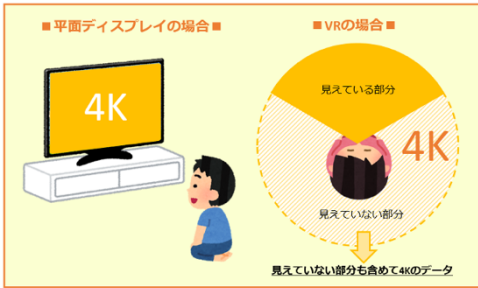 ■平面ディスプレイの場合■
4K
■VRの場合■
見えている部分
4K
見えていない部分
見えていない部分も含めて4Kのデータ